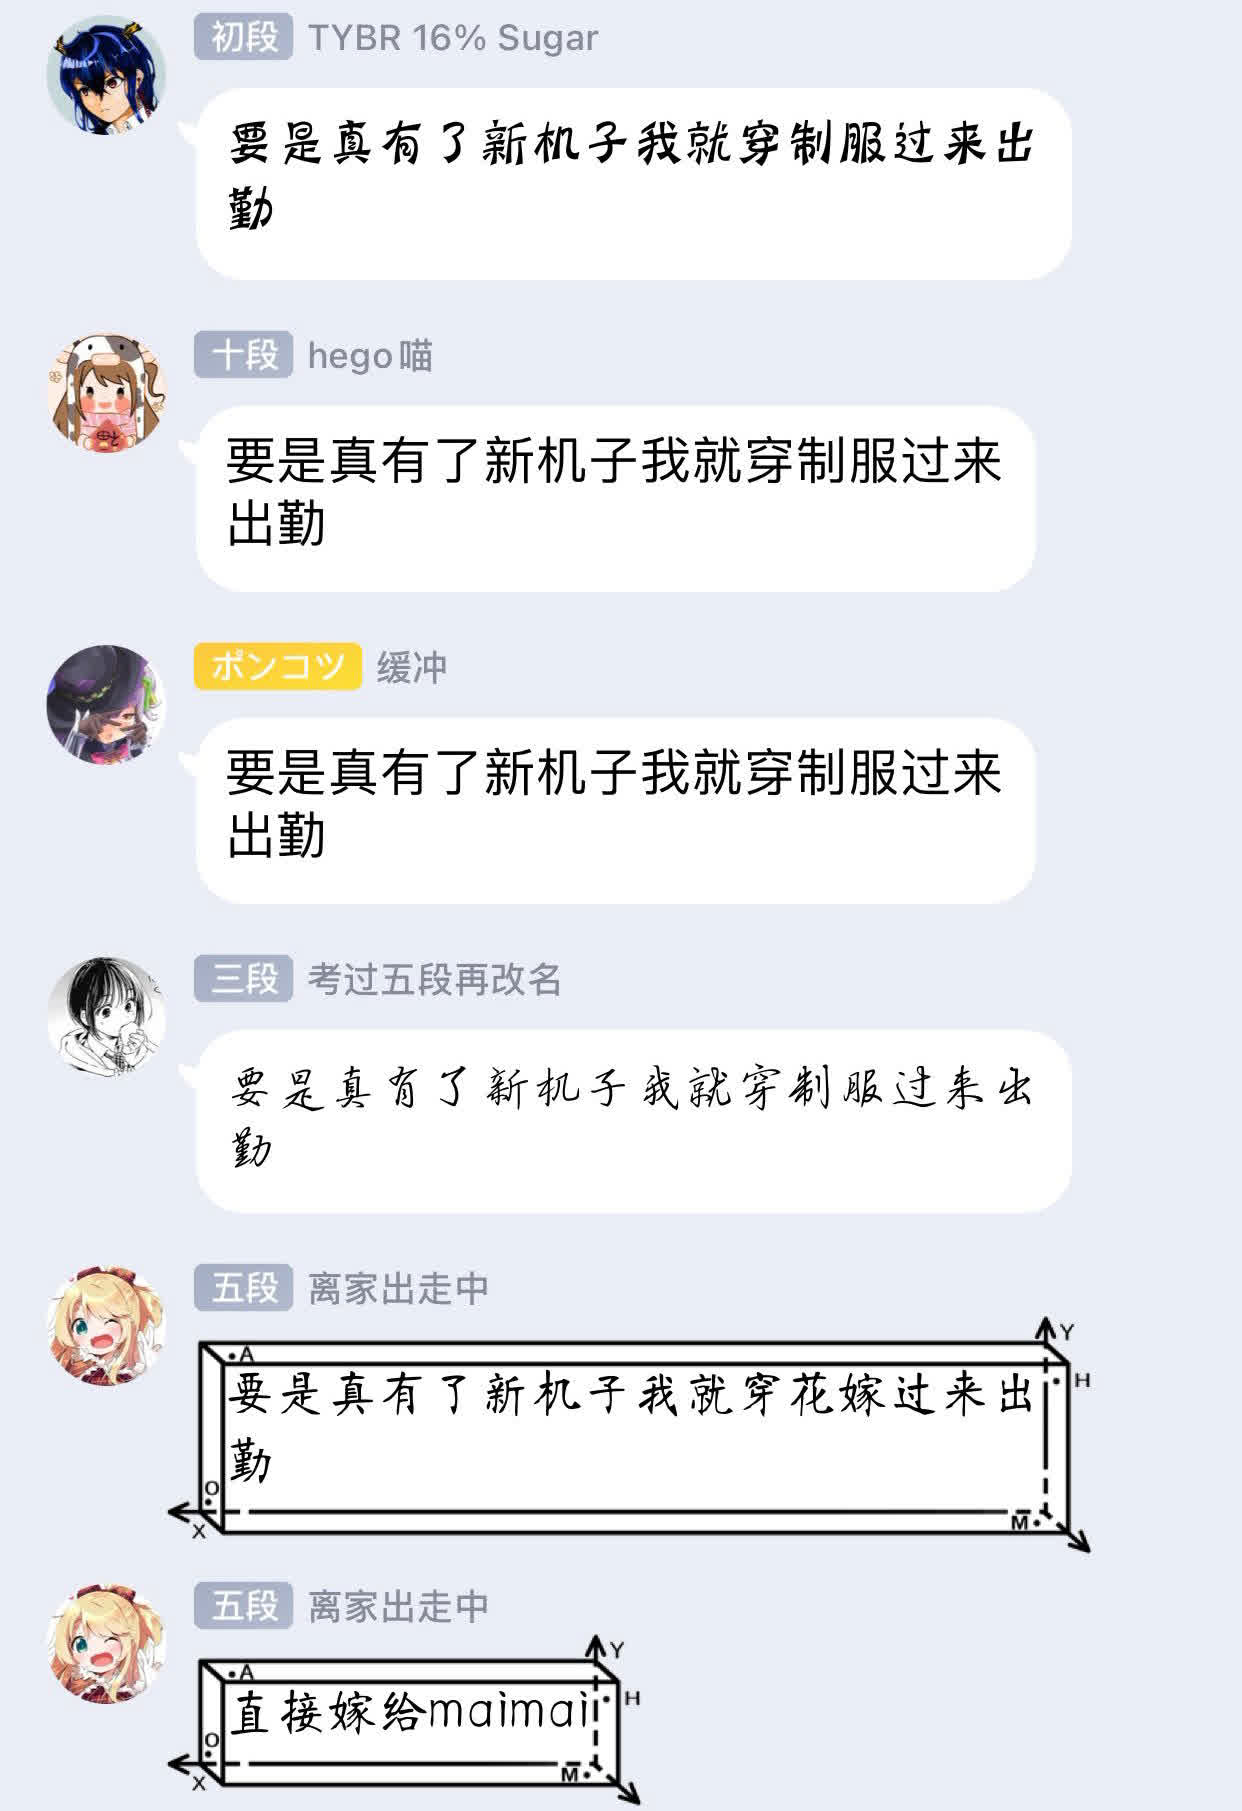 初段 TYBR 16% Sugar
要是真有了新机子我就穿制服过来出
勤
十段 hego喵
要是真有了新机子我就穿制服过来
出勤
ポンコツ 缓冲
要是真有了新机子我就穿制服过来
出勤
三段 考过五段再改名
要是真有了新机子我就穿制服过来出
勤
五段 离家出走中
Y
A
H
要是真有了新机子我就穿花嫁过来出
勤
O
X
M
五段 离家出走中
Y
A
H
直接嫁给maimai
O
X
M